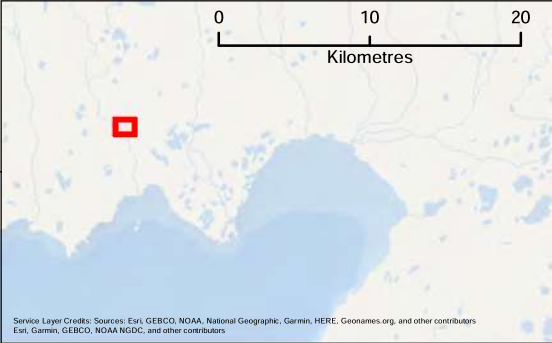 0 10 20
Kilometres
Service Layer Credits: Sources: Esri, GEBCO, NOAA, National Geographic, Garmin, HERE, Geonames.org, and other contributors
Esri, Garmin, GEBCO, NOAA NGDC, and other contributors